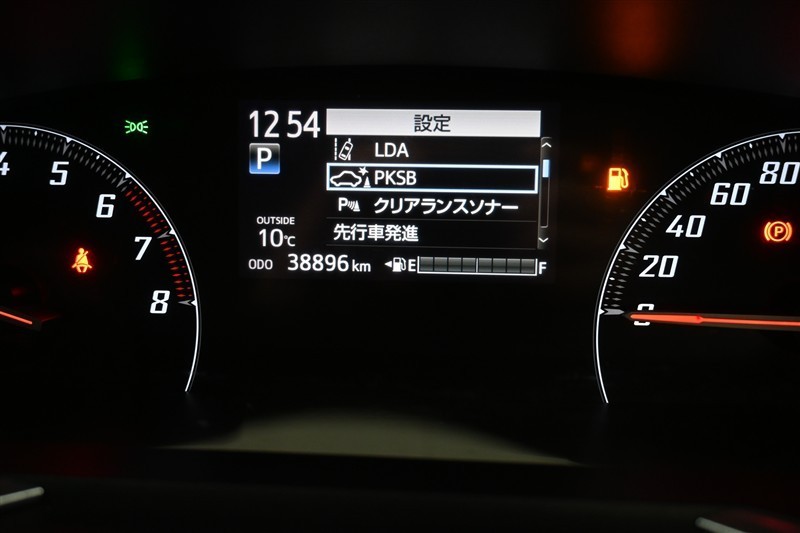 12 54
設定
P
LDA
PKSB
P クリアランスソナー
先行車発進
OUTSIDE
10℃
ODO 38896 km
E F
4 5 6 7 8
0 20 40 60 80
P